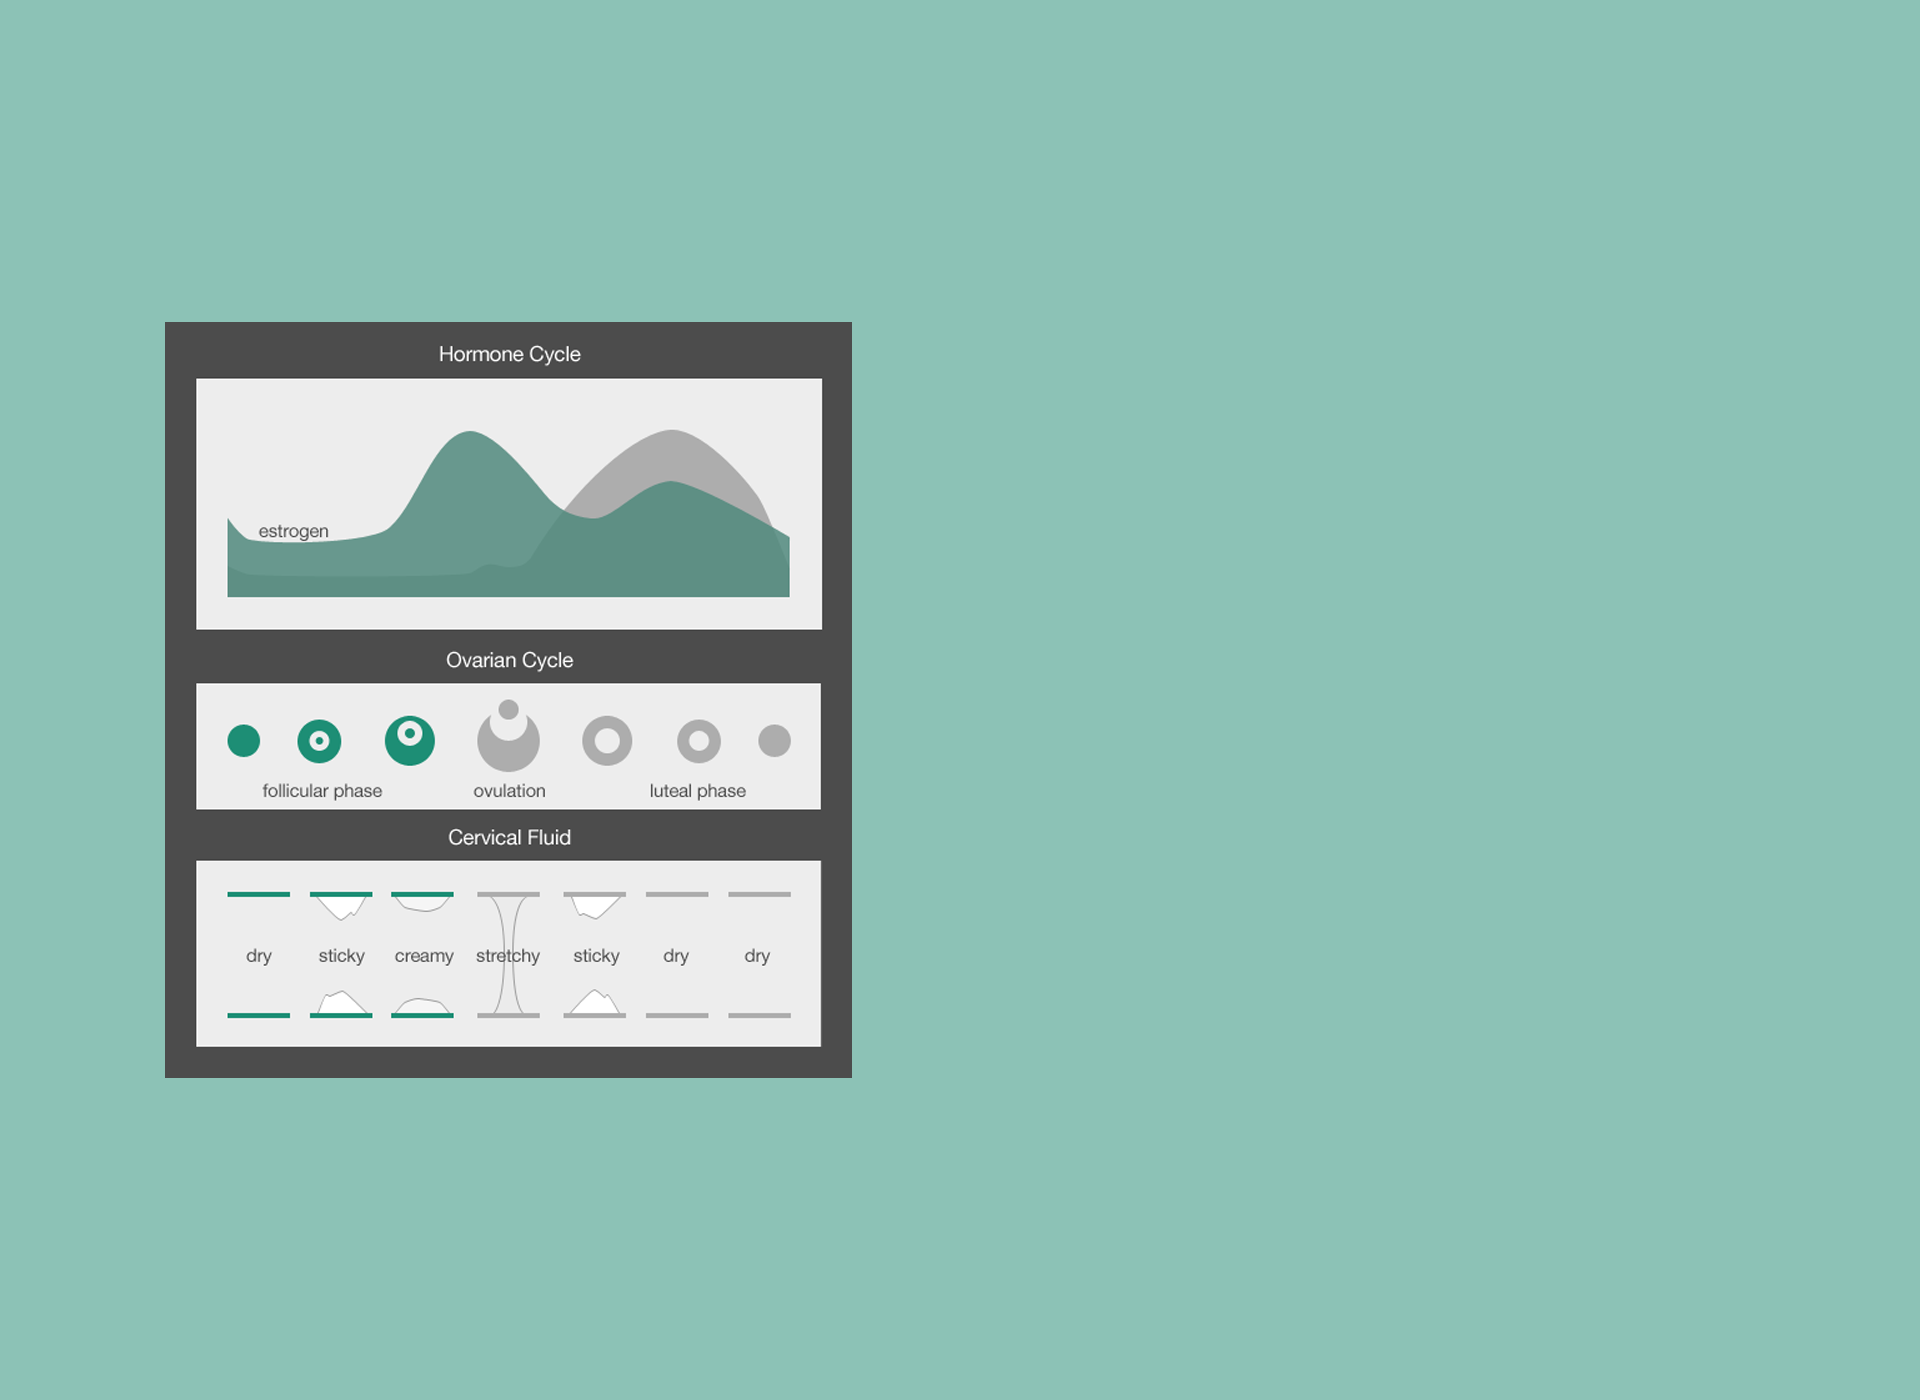 Hormone Cycle
estrogen
Ovarian Cycle
follicular phase ovulation luteal phase
Cervical Fluid
dry sticky creamy stretchy sticky dry dry